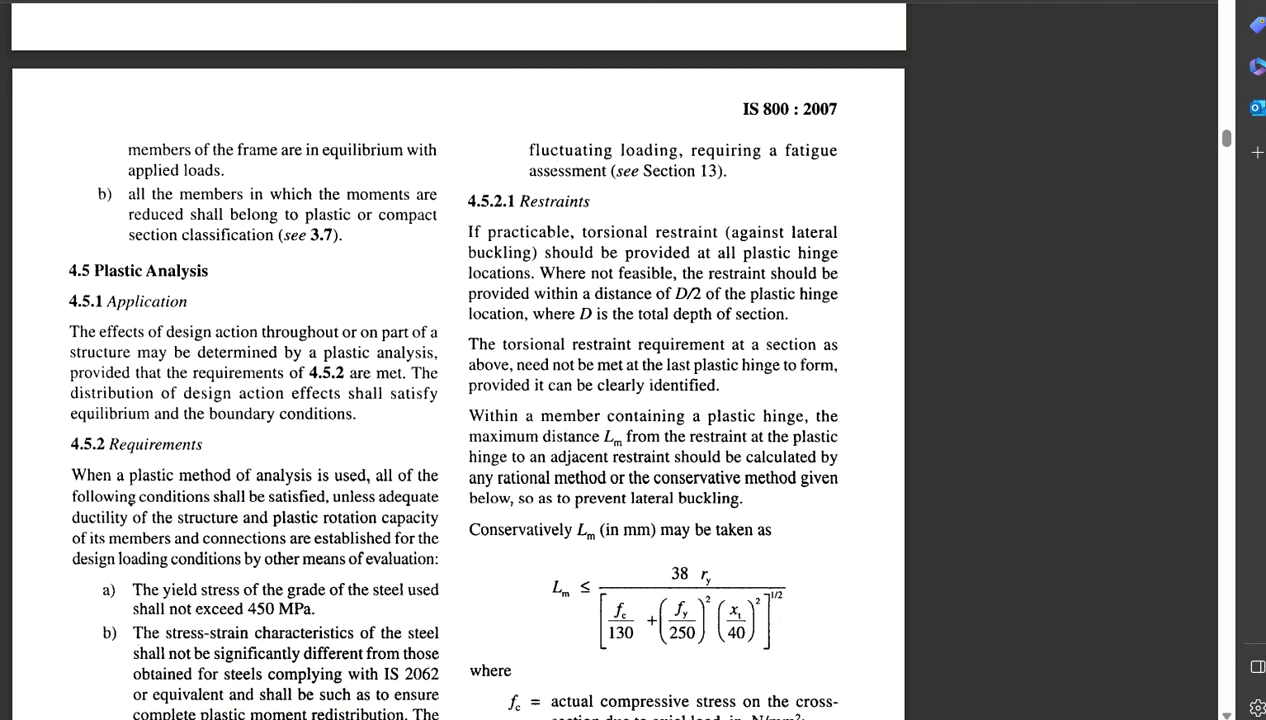 IS 800 : 2007
members of the frame are in equilibrium with
applied loads.
b) all the members in which the moments are
reduced shall belong to plastic or compact
section classification (see 3.7).
4.5 Plastic Analysis
4.5.1 Application
The effects of design action throughout or on part of a
structure may be determined by a plastic analysis,
provided that the requirements of 4.5.2 are met. The
distribution of design action effects shall satisfy
equilibrium and the boundary conditions.
4.5.2 Requirements
When a plastic method of analysis is used, all of the
following conditions shall be satisfied, unless adequate
ductility of the structure and plastic rotation capacity
of its members and connections are established for the
design loading conditions by other means of evaluation:
a) The yield stress of the grade of the steel used
shall not exceed 450 MPa.
b) The stress-strain characteristics of the steel
shall not be significantly different from those
obtained for steels complying with IS 2062
or equivalent and shall be such as to ensure
complete plastic moment redistribution. The
fluctuating loading, requiring a fatigue
assessment (see Section 13).
4.5.2.1 Restraints
If practicable, torsional restraint (against lateral
buckling) should be provided at all plastic hinge
locations. Where not feasible, the restraint should be
provided within a distance of D/2 of the plastic hinge
location, where D is the total depth of section.
The torsional restraint requirement at a section as
above, need not be met at the last plastic hinge to form,
provided it can be clearly identified.
Within a member containing a plastic hinge, the
maximum distance Lm from the restraint at the plastic
hinge to an adjacent restraint should be calculated by
any rational method or the conservative method given
below, so as to prevent lateral buckling.
Conservatively Lm (in mm) may be taken as
Lm ≤ 38 ry / [ fc/130 + (fy/250)^2 (xt/40)^2 ]^1/2
where
fc = actual compressive stress on the cross-
section due to axial load, in N/mm²;